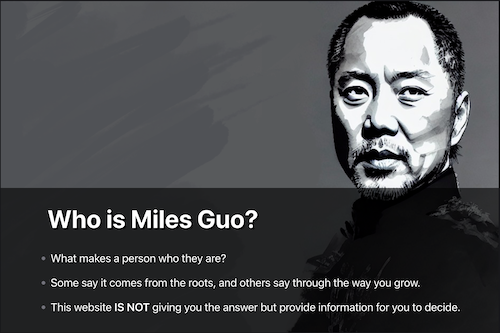 Who is Miles Guo?
• What makes a person who they are?
• Some say it comes from the roots, and others say through the way you grow.
• This website IS NOT giving you the answer but provide information for you to decide.